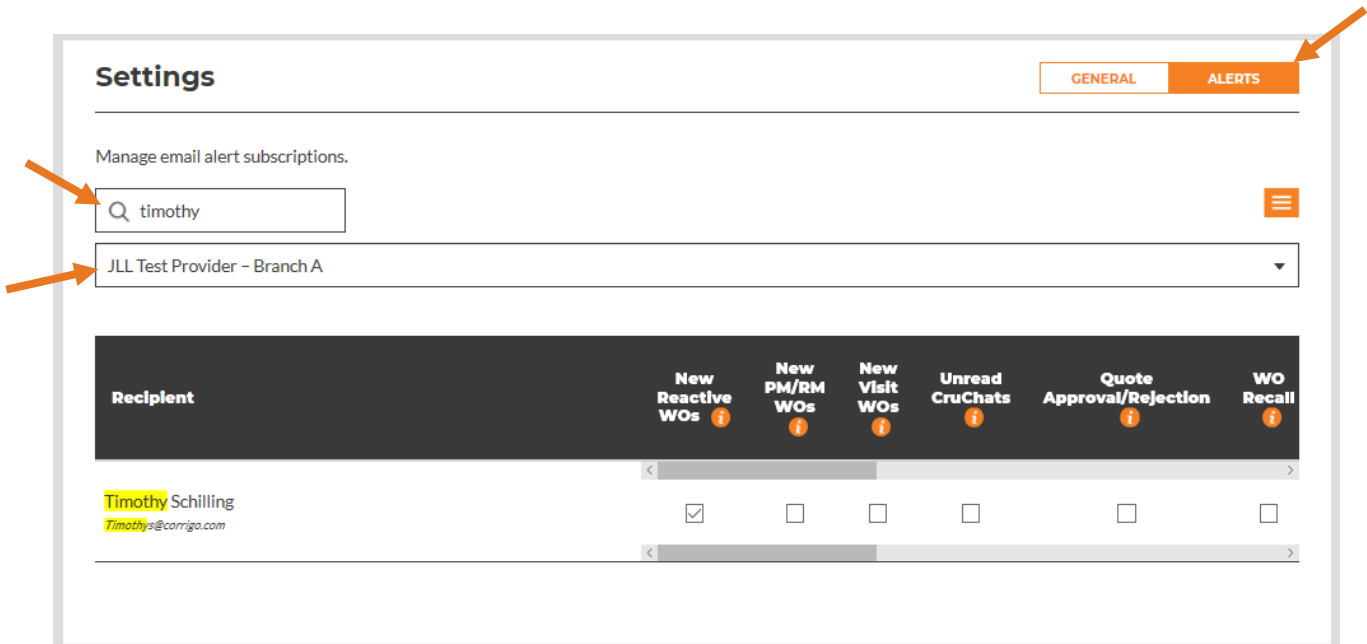 Settings
GENERAL
ALERTS
Manage email alert subscriptions.
timothy
JLL Test Provider – Branch A
Recipient
New
Reactive
WOs i
New
PM/RM
WOs
i
New
Visit
WOs
i
Unread
CruChats
i
Quote
Approval/Rejection
i
WO
Recall
i
Timothy Schilling
Timothys@corrigo.com